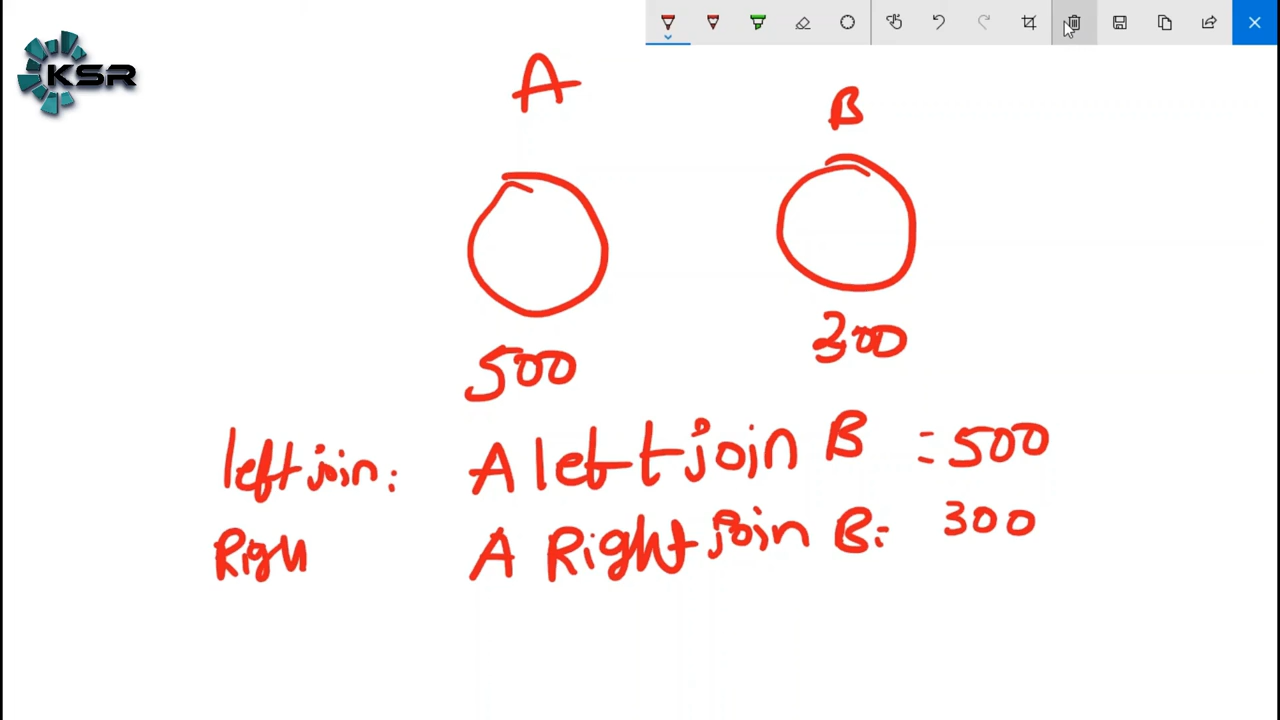 KSR
A
B
500
300
left join: A left join B = 500
Righ A Right join B: 300